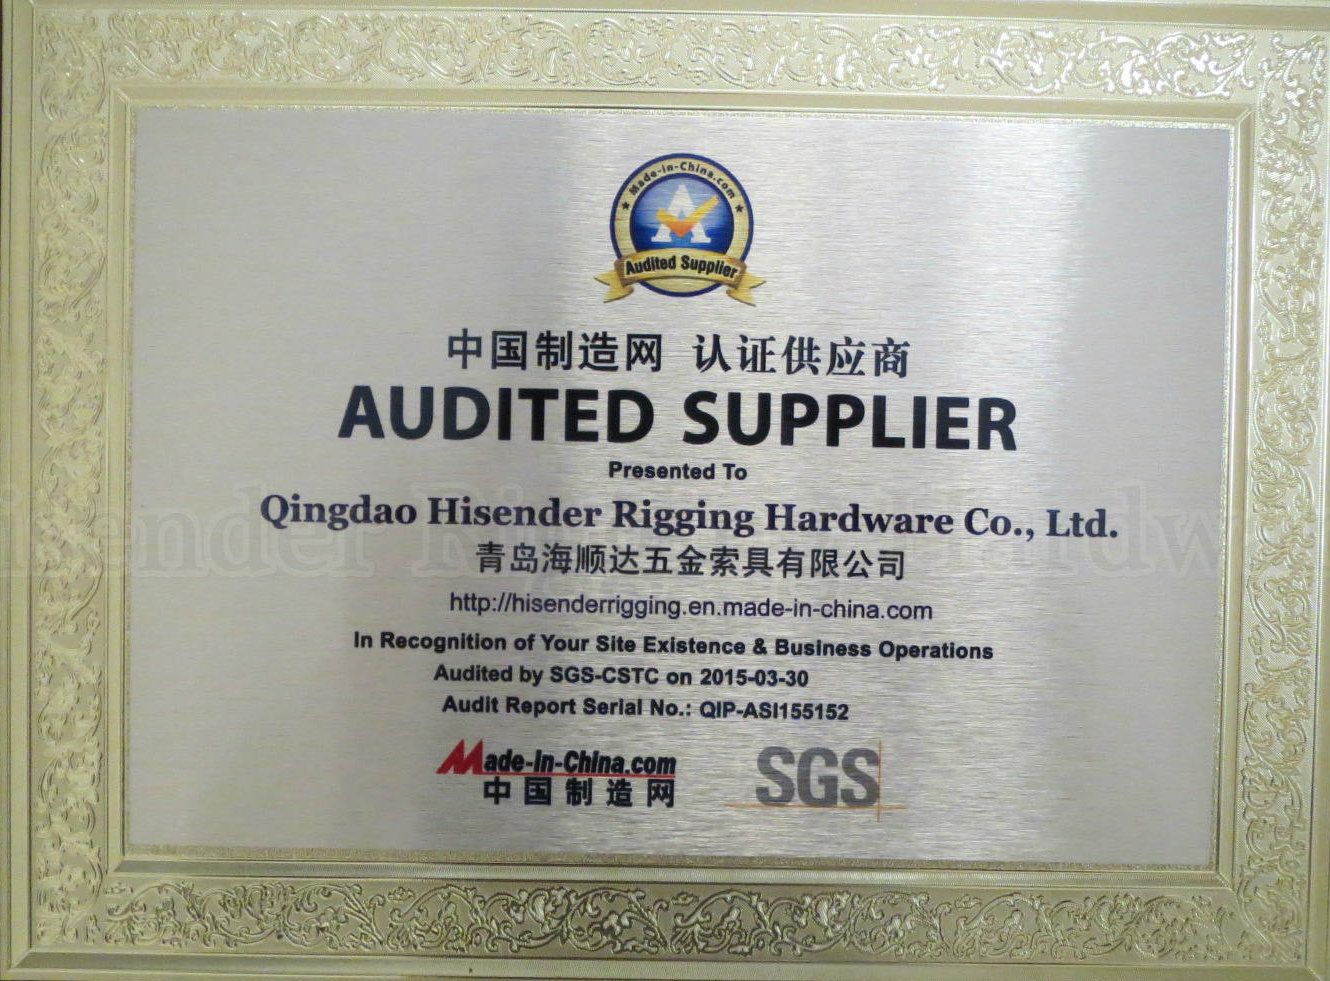 Made-in-China.com
A
Audited Supplier
中国制造网 认证供应商
AUDITED SUPPLIER
Presented To
Qingdao Hisender Rigging Hardware Co., Ltd.
青岛海顺达五金索具有限公司
http://hisenderrigging.en.made-in-china.com
In Recognition of Your Site Existence & Business Operations
Audited by SGS-CSTC on 2015-03-30
Audit Report Serial No.: QIP-ASI155152
Made-in-China.com
中国制造网
SGS